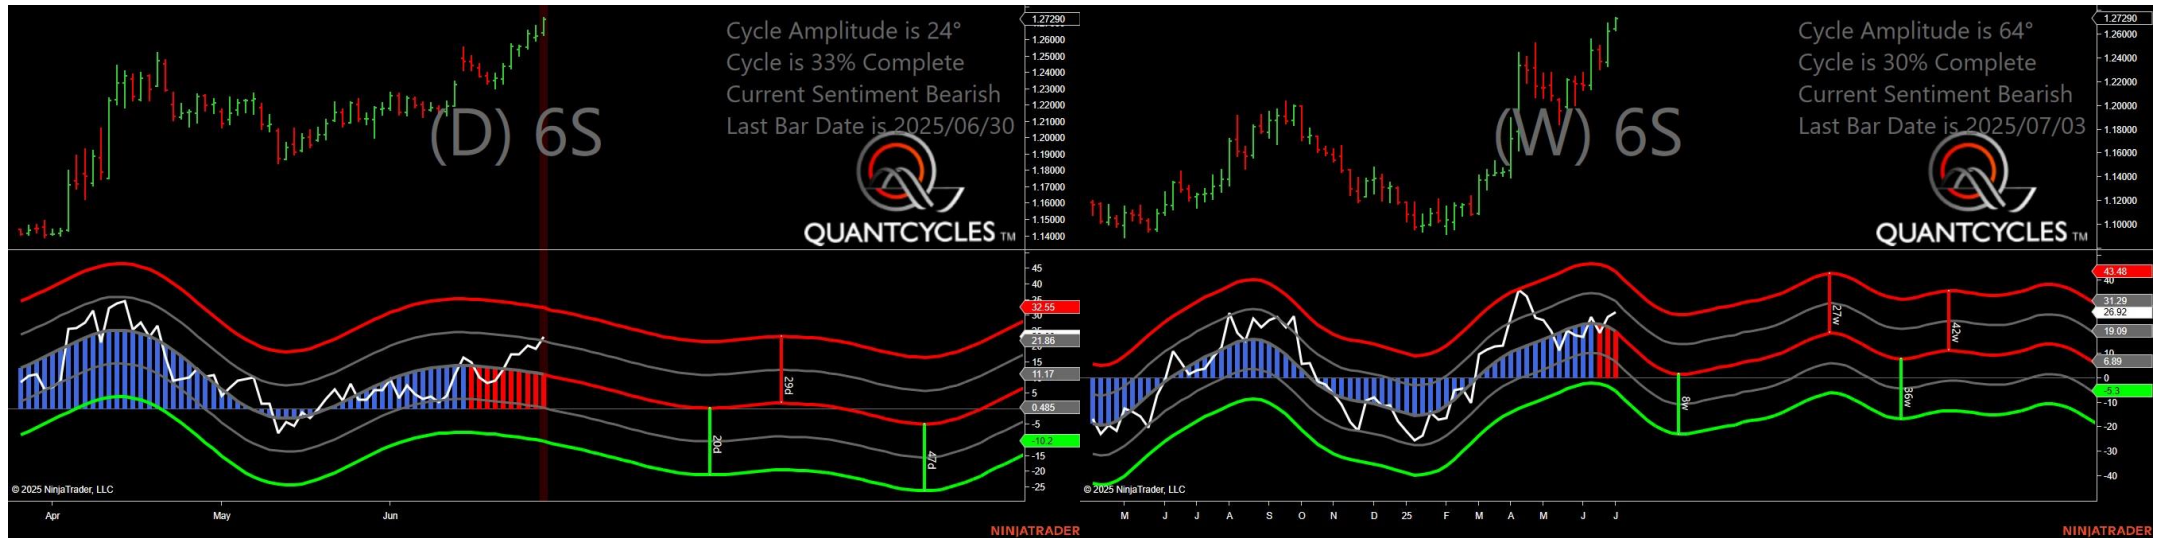 Cycle Amplitude is 24°
Cycle is 33% Complete
Current Sentiment Bearish
Last Bar Date is 2025/06/30
(D) 6S
QUANTCYCLES TM
1.27290
1.26000
1.25000
1.24000
1.23000
1.22000
1.21000
1.20000
1.19000
1.18000
1.17000
1.16000
1.15000
1.14000
45
40
32.55
21.86
15
11.17
5
0.485
-5
-10.2
-15
-20
-25
20d
29d
47d
© 2025 NinjaTrader, LLC
Apr May Jun
NINJATRADER
Cycle Amplitude is 64°
Cycle is 30% Complete
Current Sentiment Bearish
Last Bar Date is 2025/07/03
(W) 6S
QUANTCYCLES TM
1.27290
1.26000
1.24000
1.22000
1.20000
1.18000
1.16000
1.14000
1.12000
1.10000
43.48
40
31.29
26.92
19.09
10
6.89
0
-5.3
-10
-20
-30
-40
8w
27w
36w
42w
© 2025 NinjaTrader, LLC
M J J A S O N D 25 F M A M J J
NINJATRADER